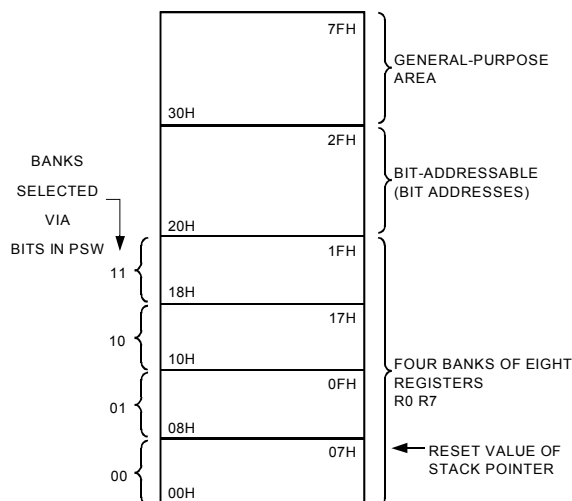 7FH
GENERAL-PURPOSE
AREA
30H
2FH
BANKS
SELECTED
VIA
BITS IN PSW
BIT-ADDRESSABLE
(BIT ADDRESSES)
20H
1FH
11
18H
17H
10
10H
FOUR BANKS OF EIGHT
REGISTERS
R0 R7
0FH
01
08H
07H
RESET VALUE OF
STACK POINTER
00
00H